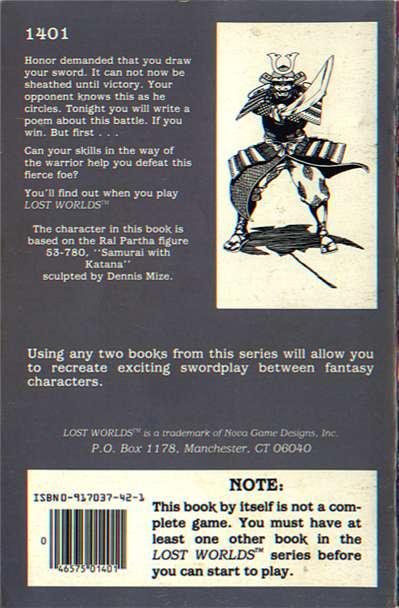 1401
Honor demanded that you draw
your sword. It can not now be
sheathed until victory. Your
opponent knows this as he
circles. Tonight you will write a
poem about this battle. If you
win. But first . . .
Can your skills in the way of
the warrior help you defeat this
fierce foe?
You'll find out when you play
LOST WORLDS™
The character in this book is
based on the Ral Partha figure
53-780, "Samurai with
Katana"
sculpted by Dennis Mize.
Using any two books from this series will allow you
to recreate exciting swordplay between fantasy
characters.
LOST WORLDS™ is a trademark of Nova Game Designs, Inc.
P.O. Box 1178, Manchester, CT 06040
ISBN 0-917037-42-1
0
46575 01401
NOTE:
This book by itself is not a com-
plete game. You must have at
least one other book in the
LOST WORLDS™ series before
you can start to play.